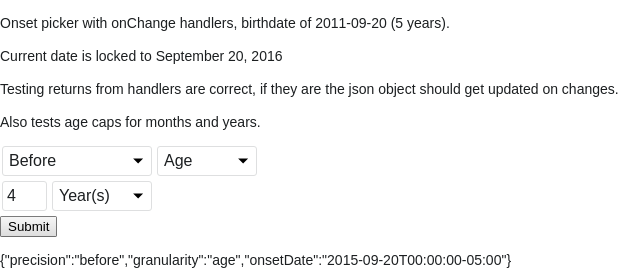 Onset picker with onChange handlers, birthdate of 2011-09-20 (5 years).
Current date is locked to September 20, 2016
Testing returns from handlers are correct, if they are the json object should get updated on changes.
Also tests age caps for months and years.
Before Age
4 Year(s)
Submit
{"precision":"before","granularity":"age","onsetDate":"2015-09-20T00:00:00-05:00"}